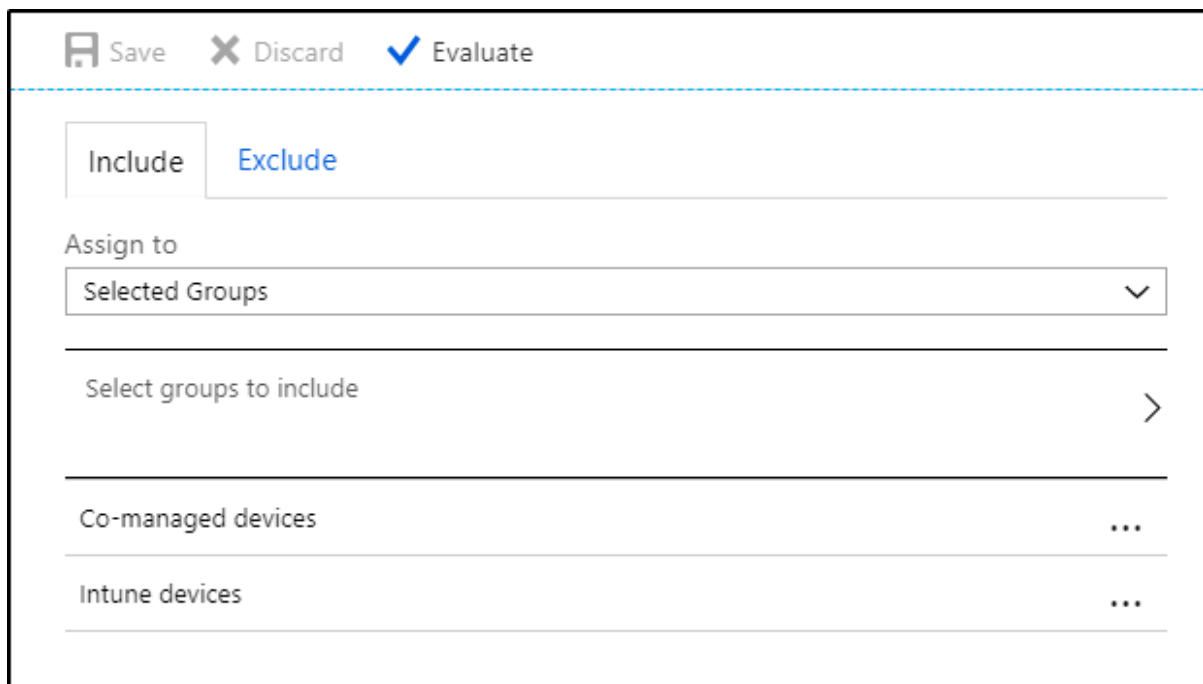 Save Discard Evaluate
Include Exclude
Assign to
Selected Groups
Select groups to include
Co-managed devices ...
Intune devices ...